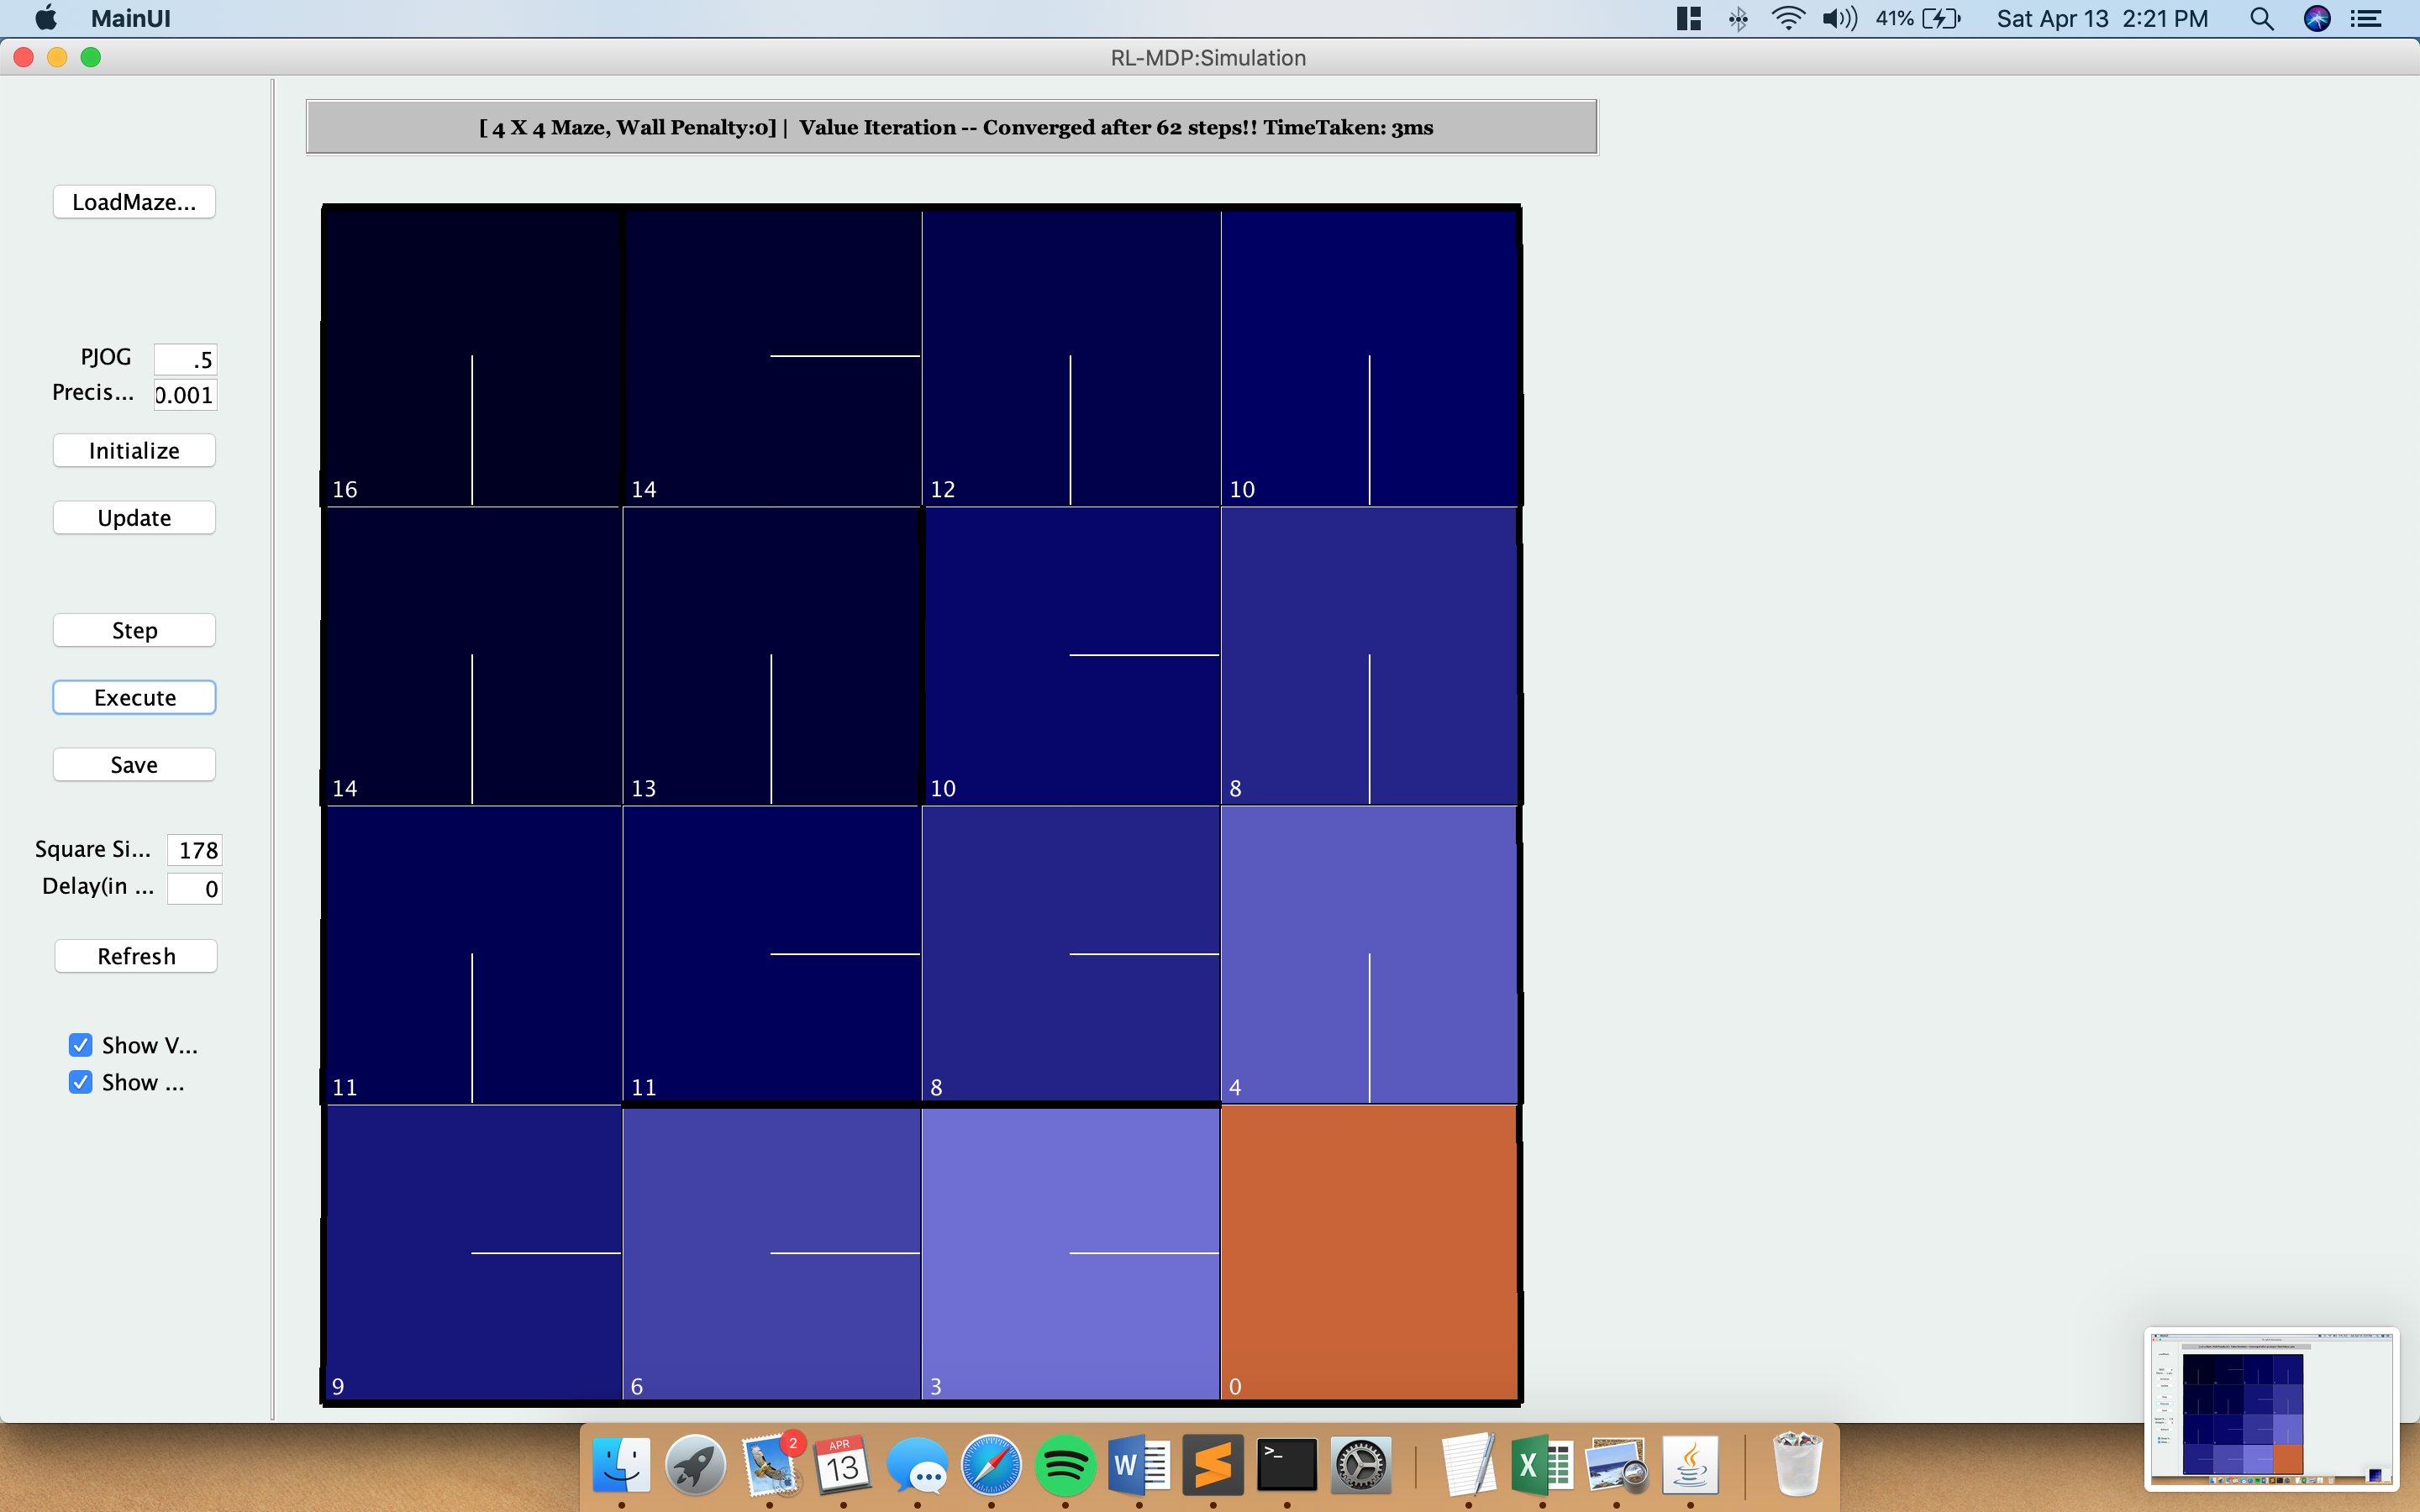 MainUI
41%
Sat Apr 13 2:21 PM
RL-MDP:Simulation
[ 4 X 4 Maze, Wall Penalty:0] | Value Iteration -- Converged after 62 steps!! TimeTaken: 3ms
LoadMaze...
PJOG .5
Precis... 0.001
Initialize
Update
Step
Execute
Save
Square Si... 178
Delay(in ... 0
Refresh
Show V...
Show ...
16 14 12 10
14 13 10 8
11 11 8 4
9 6 3 0
2
APR
13
W
>_
X